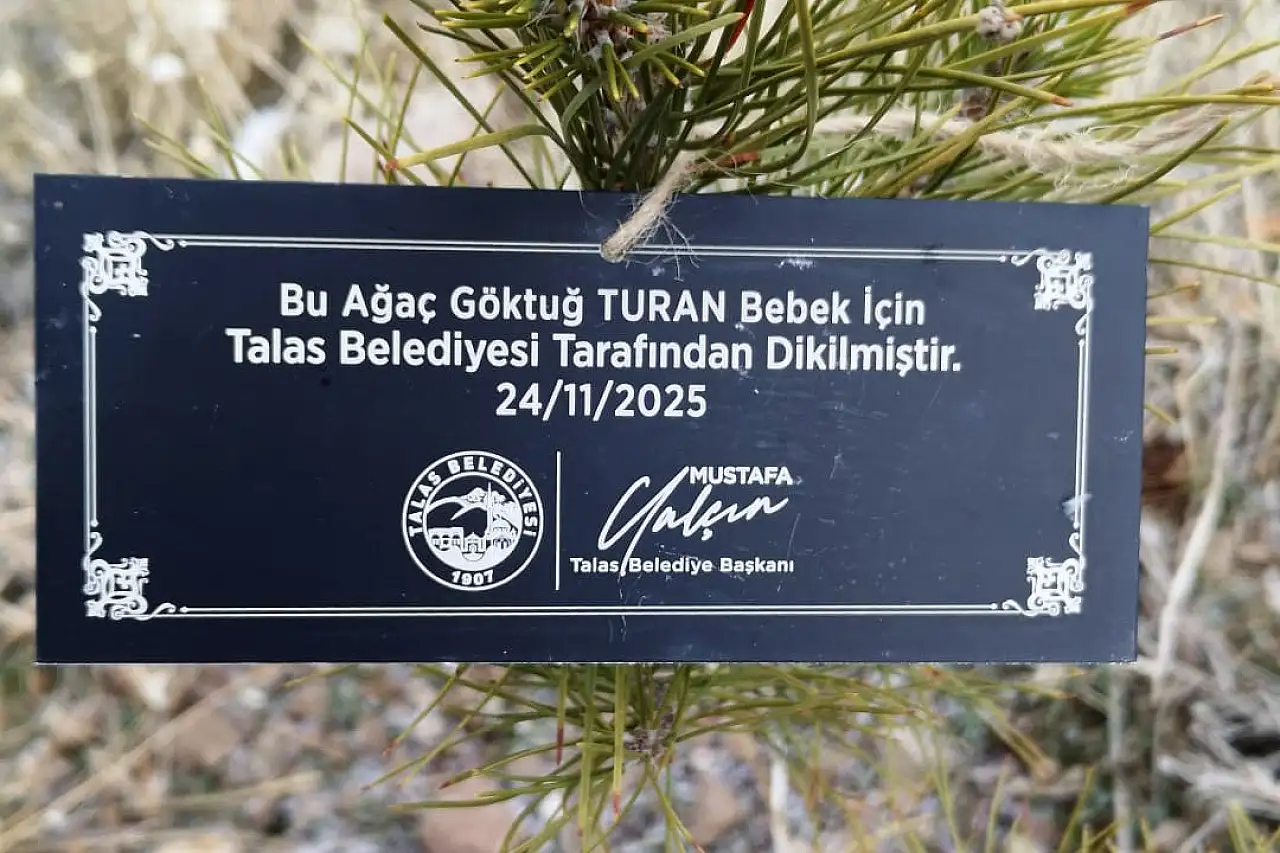 Bu Ağaç Göktuğ TURAN Bebek İçin
Talas Belediyesi Tarafından Dikilmiştir.
24/11/2025
TALAS BELEDİYESİ
1907
MUSTAFA
Yalçın
Talas Belediye Başkanı